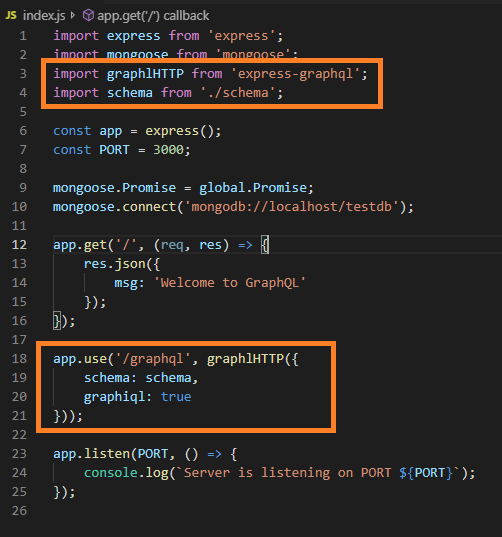 JS index.js > app.get('/') callback
1 import express from 'express';
2 import mongoose from 'mongoose';
3 import graphlHTTP from 'express-graphql';
4 import schema from './schema';
5
6 const app = express();
7 const PORT = 3000;
8
9 mongoose.Promise = global.Promise;
10 mongoose.connect('mongodb://localhost/testdb');
11
12 app.get('/', (req, res) => {
13     res.json({
14         msg: 'Welcome to GraphQL'
15     });
16 });
17
18 app.use('/graphql', graphlHTTP({
19     schema: schema,
20     graphiql: true
21 }));
22
23 app.listen(PORT, () => {
24     console.log(`Server is listening on PORT ${PORT}`);
25 });
26